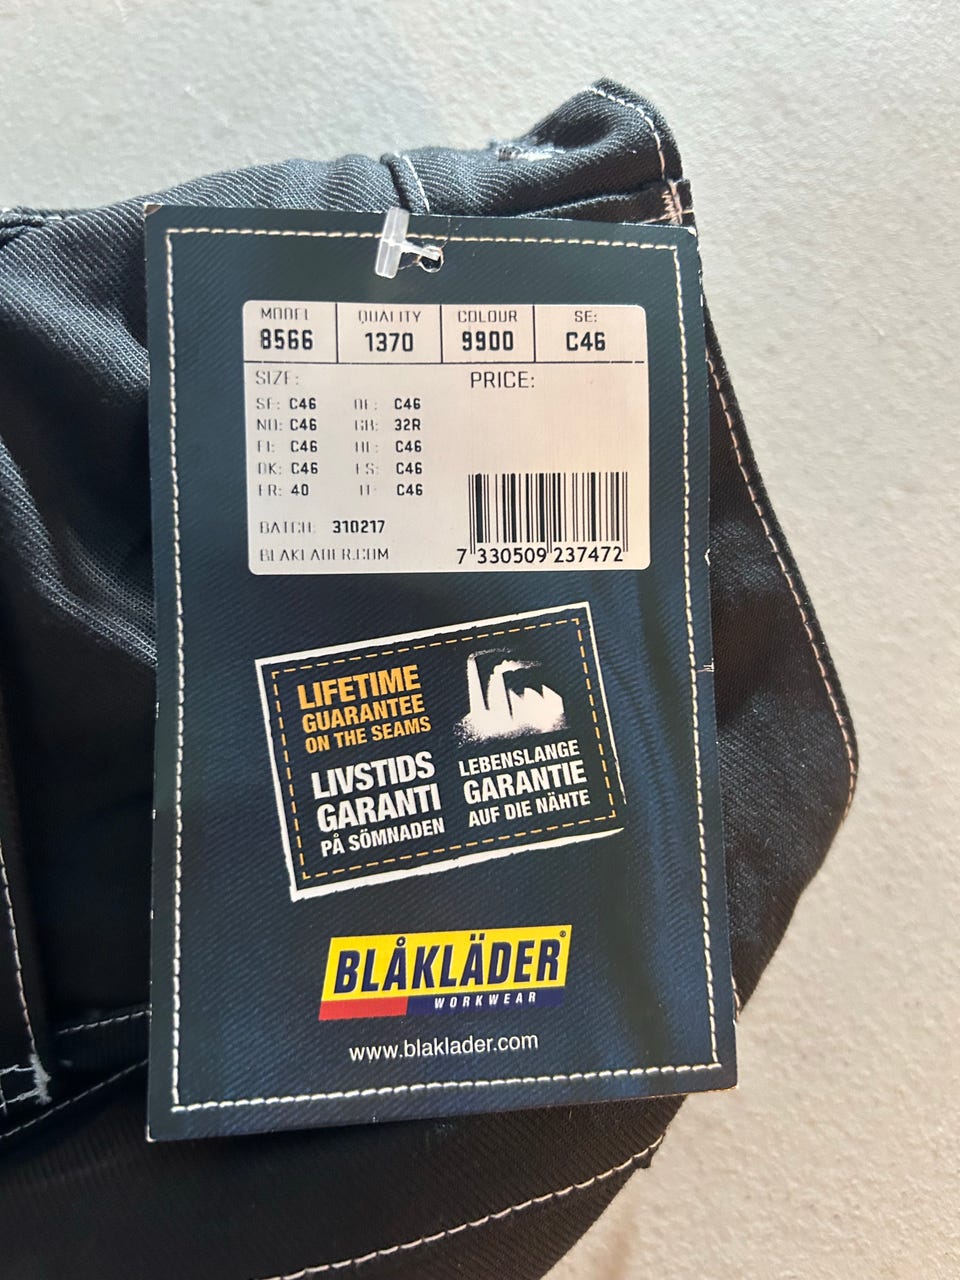 MODEL QUALITY COLOUR SE:
8566 1370 9900 C46
SIZE: PRICE:
SE: C46 DE: C46
NO: C46 GB: 32R
FI: C46 BE: C46
DK: C46 ES: C46
FR: 40 IT: C46
BATCH: 310217
BLAKLADER.COM
7 330509 237472
LIFETIME
GUARANTEE
ON THE SEAMS
LIVSTIDS
GARANTI
PÅ SÖMNADEN
LEBENSLANGE
GARANTIE
AUF DIE NÄHTE
BLÅKLÄDER®
WORKWEAR
www.blaklader.com